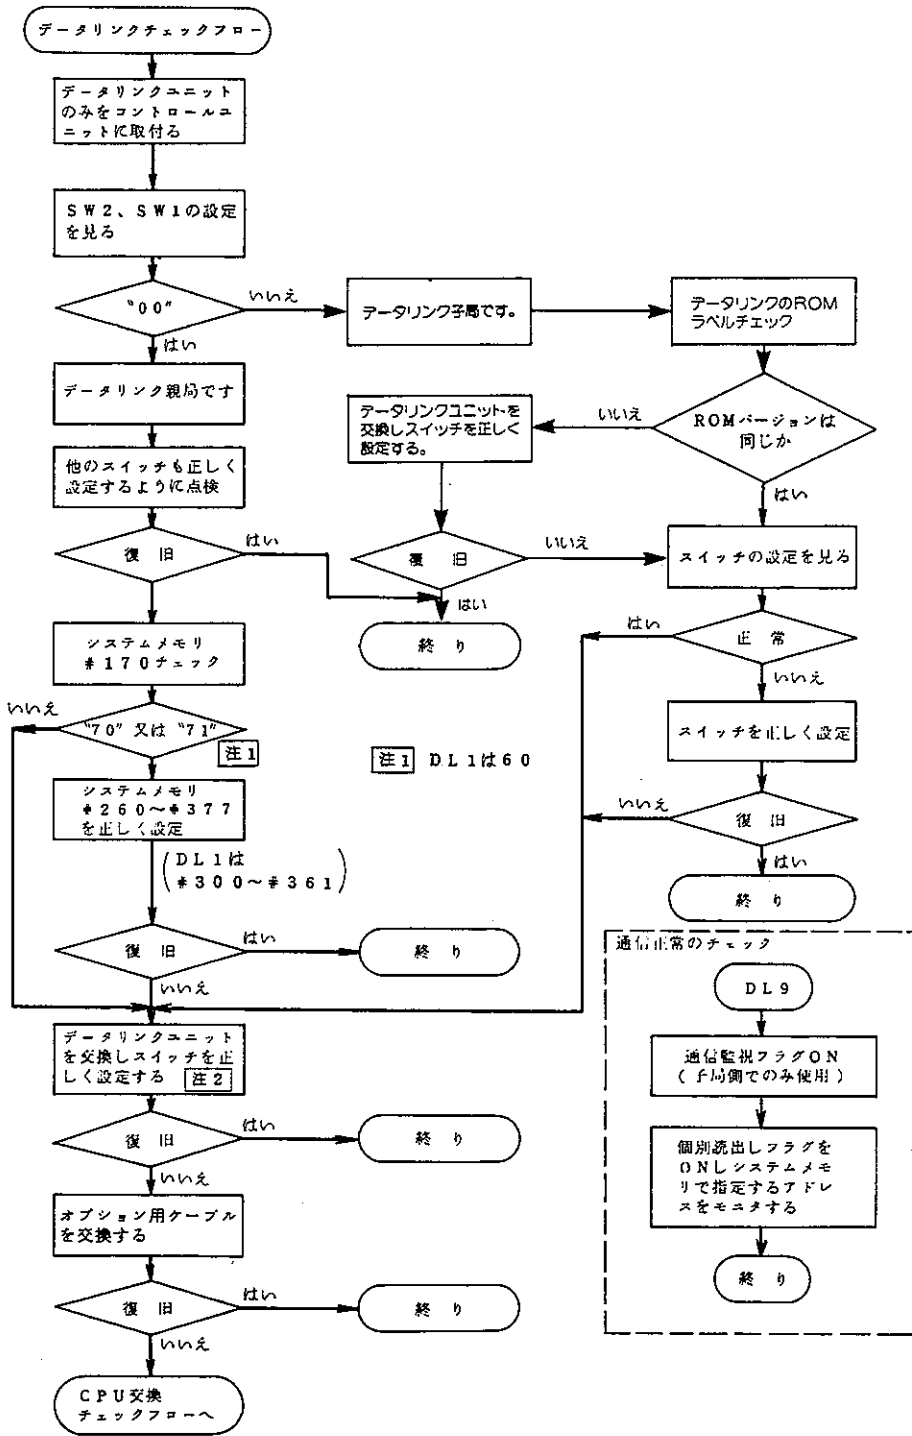 データリンクチェックフロー
データリンクユニット
のみをコントロールユ
ニットに取付る
SW2、SW1の設定
を見る
"00"
いいえ
はい
データリンク子局です。
データリンクのROM
ラベルチェック
データリンク親局です
データリンクユニットを
交換しスイッチを正しく
設定する。
いいえ
ROMバージョンは
同じか
はい
他のスイッチも正しく
設定するように点検
復旧
はい
復旧
いいえ
はい
スイッチの設定を見る
終り
システムメモリ
#170チェック
はい
正常
いいえ
いいえ
"70"又は"71"
注1
注1 DL1は60
スイッチを正しく設定
システムメモリ
#260～#377
を正しく設定
(DL1は
#300～#361)
いいえ
復旧
はい
終り
復旧
はい
終り
いいえ
データリンクユニット
を交換しスイッチを正
しく設定する 注2
復旧
はい
終り
いいえ
オプション用ケーブル
を交換する
復旧
はい
終り
いいえ
CPU交換
チェックフローへ
通信正常のチェック
DL9
通信監視フラグON
(子局側でのみ使用)
個別読出しフラグを
ONしシステムメモ
リで指定するアドレ
スをモニタする
終り